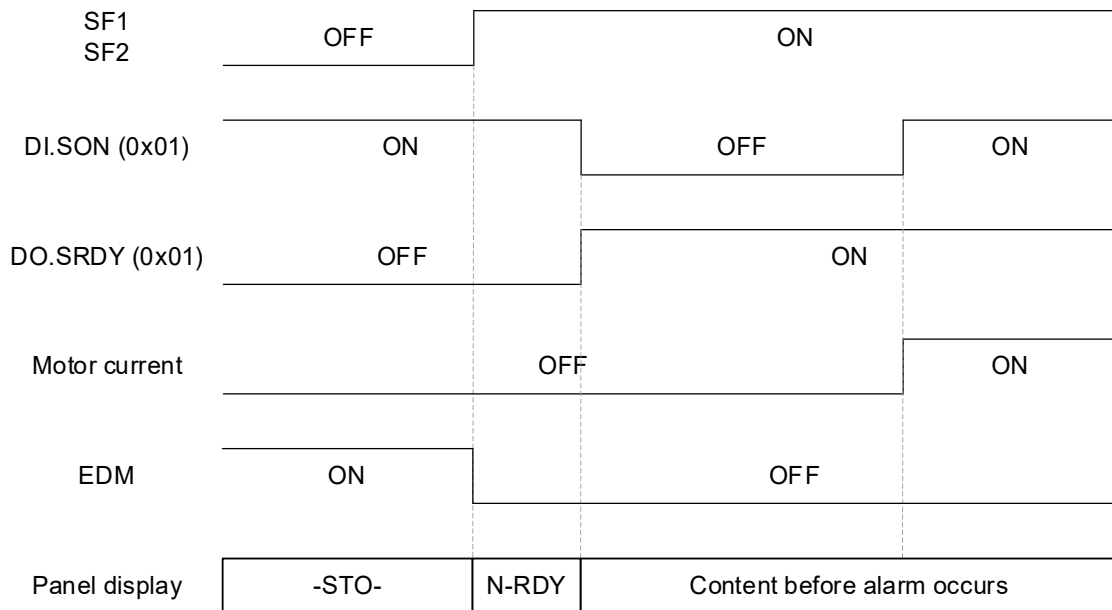 SF1
SF2
OFF
ON
DI.SON (0x01)
ON
OFF
ON
DO.SRDY (0x01)
OFF
ON
Motor current
OFF
ON
EDM
ON
OFF
Panel display
-STO-
N-RDY
Content before alarm occurs